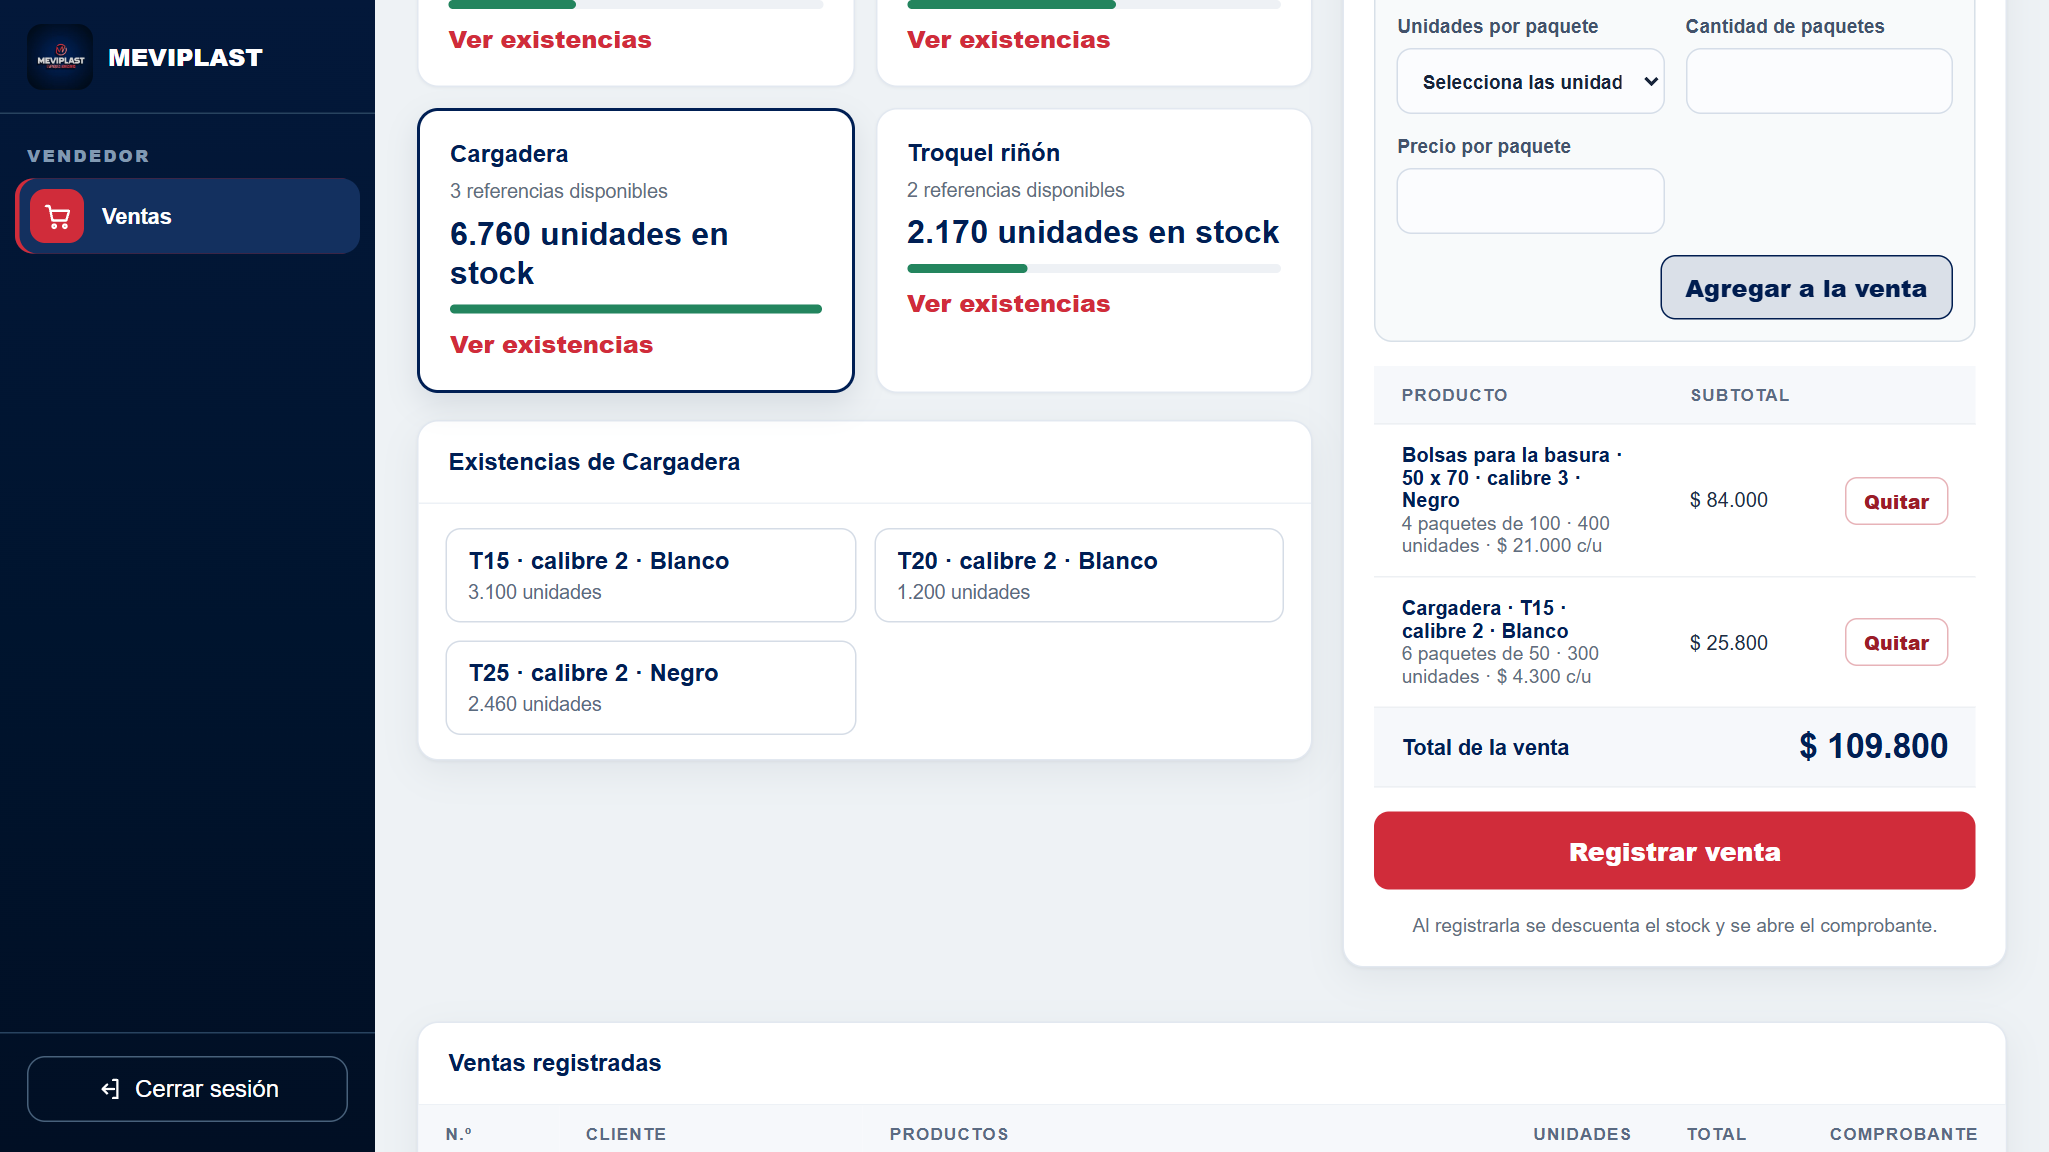 MEVIPLAST
MEVIPLAST
VENDEDOR
Ventas
Cerrar sesión
Ver existencias
Ver existencias
Cargadera
3 referencias disponibles
6.760 unidades en
stock
Ver existencias
Troquel riñón
2 referencias disponibles
2.170 unidades en stock
Ver existencias
Existencias de Cargadera
T15 · calibre 2 · Blanco
3.100 unidades
T20 · calibre 2 · Blanco
1.200 unidades
T25 · calibre 2 · Negro
2.460 unidades
Unidades por paquete
Cantidad de paquetes
Selecciona las unidad
Precio por paquete
Agregar a la venta
PRODUCTO SUBTOTAL
Bolsas para la basura ·
50 x 70 · calibre 3 ·
Negro
4 paquetes de 100 · 400
unidades · $ 21.000 c/u
$ 84.000
Quitar
Cargadera · T15 ·
calibre 2 · Blanco
6 paquetes de 50 · 300
unidades · $ 4.300 c/u
$ 25.800
Quitar
Total de la venta $ 109.800
Registrar venta
Al registrarla se descuenta el stock y se abre el comprobante.
Ventas registradas
N.º CLIENTE PRODUCTOS UNIDADES TOTAL COMPROBANTE